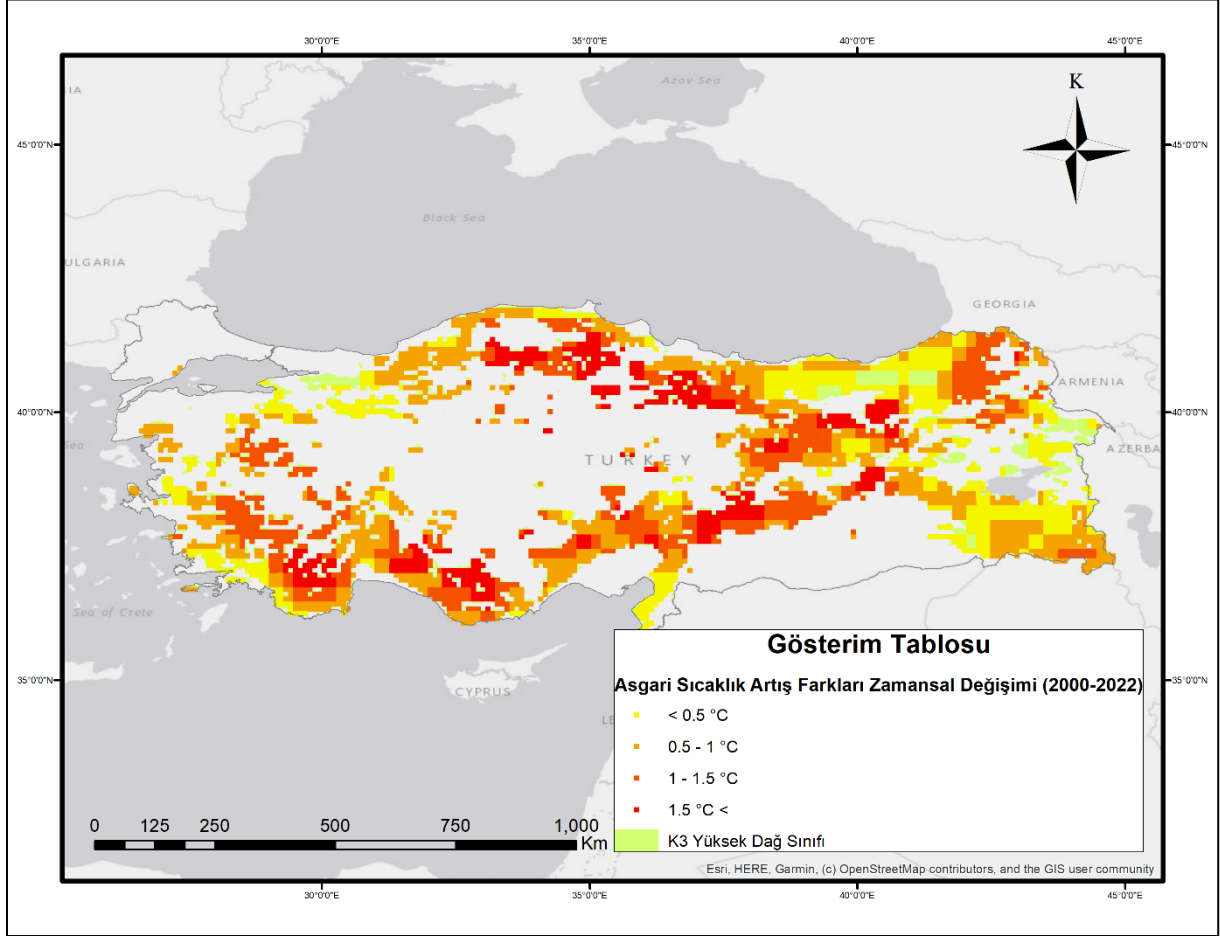 30°0'0"E 35°0'0"E 40°0'0"E 45°0'0"E
IA
Azov Sea
K
45°0'0"N 45°0'0"N
Black Sea
ULGARIA
GEORGIA
ARMENIA
40°0'0"N 40°0'0"N
Sea
AZERBA
TURKEY
Sea of Crete
Gösterim Tablosu
35°0'0"N 35°0'0"N
Asgari Sıcaklık Artış Farkları Zamansal Değişimi (2000-2022)
CYPRUS
< 0.5 °C
LE
0.5 - 1 °C
1 - 1.5 °C
1.5 °C <
0 125 250 500 750 1,000
Km
K3 Yüksek Dağ Sınıfı
Esri, HERE, Garmin, (c) OpenStreetMap contributors, and the GIS user community
30°0'0"E 35°0'0"E 40°0'0"E 45°0'0"E